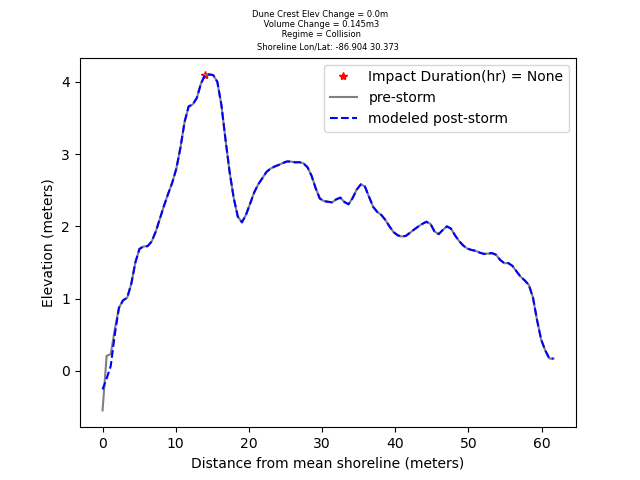 Dune Crest Elev Change = 0.0m
Volume Change = 0.145m3
Regime = Collision
Shoreline Lon/Lat: -86.904 30.373
Impact Duration(hr) = None
pre-storm
modeled post-storm
Elevation (meters)
4
3
2
1
0
0 10 20 30 40 50 60
Distance from mean shoreline (meters)